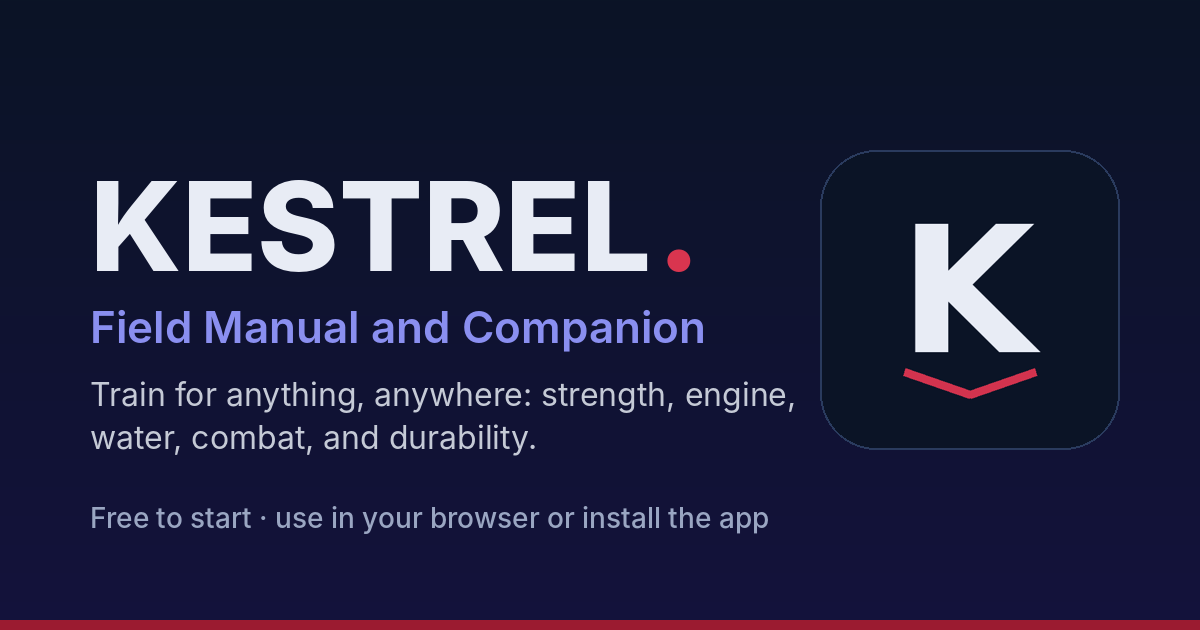 KESTREL.
Field Manual and Companion
Train for anything, anywhere: strength, engine,
water, combat, and durability.
Free to start · use in your browser or install the app
K